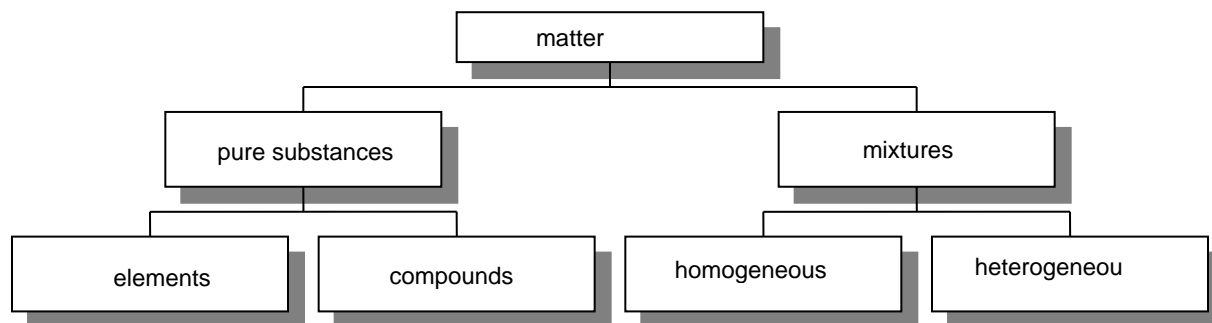 matter
pure substances
mixtures
elements
compounds
homogeneous
heterogeneou